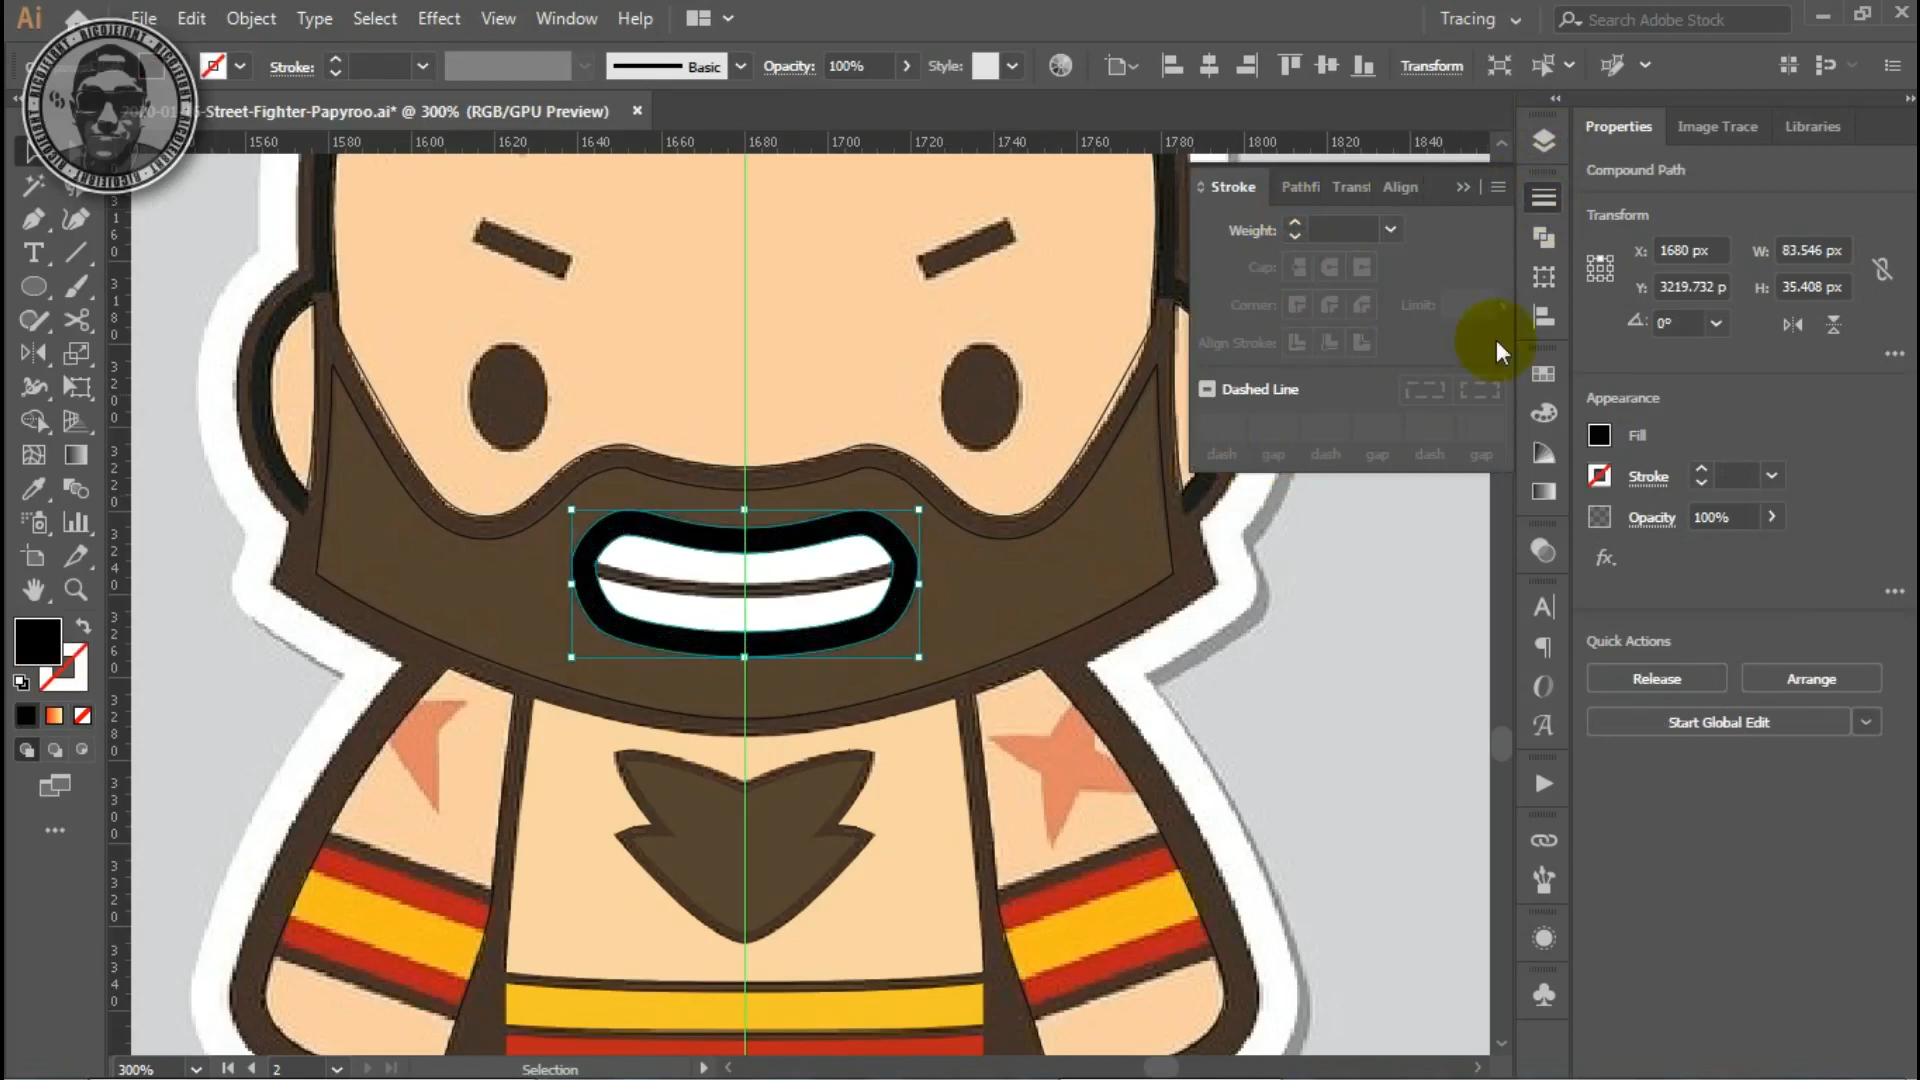 Ai File Edit Object Type Select Effect View Window Help Tracing Search Adobe Stock
Stroke: Basic Opacity: 100% Style: Transform
RICOJEIGHT
-Street-Fighter-Papyroo.ai* @ 300% (RGB/GPU Preview) ×
1560 1580 1600 1620 1640 1660 1680 1700 1720 1740 1760 1780 1800 1820 1840
Stroke Pathfi Transf Align
Weight:
Cap:
Corner: Limit:
Align Stroke:
Dashed Line
dash gap dash gap dash gap
Properties Image Trace Libraries
Compound Path
Transform
X: 1680 px W: 83.546 px
Y: 3219.732 p H: 35.408 px
0°
Appearance
Fill
Stroke
Opacity 100%
fx.
Quick Actions
Release Arrange
Start Global Edit
300% 2 Selection